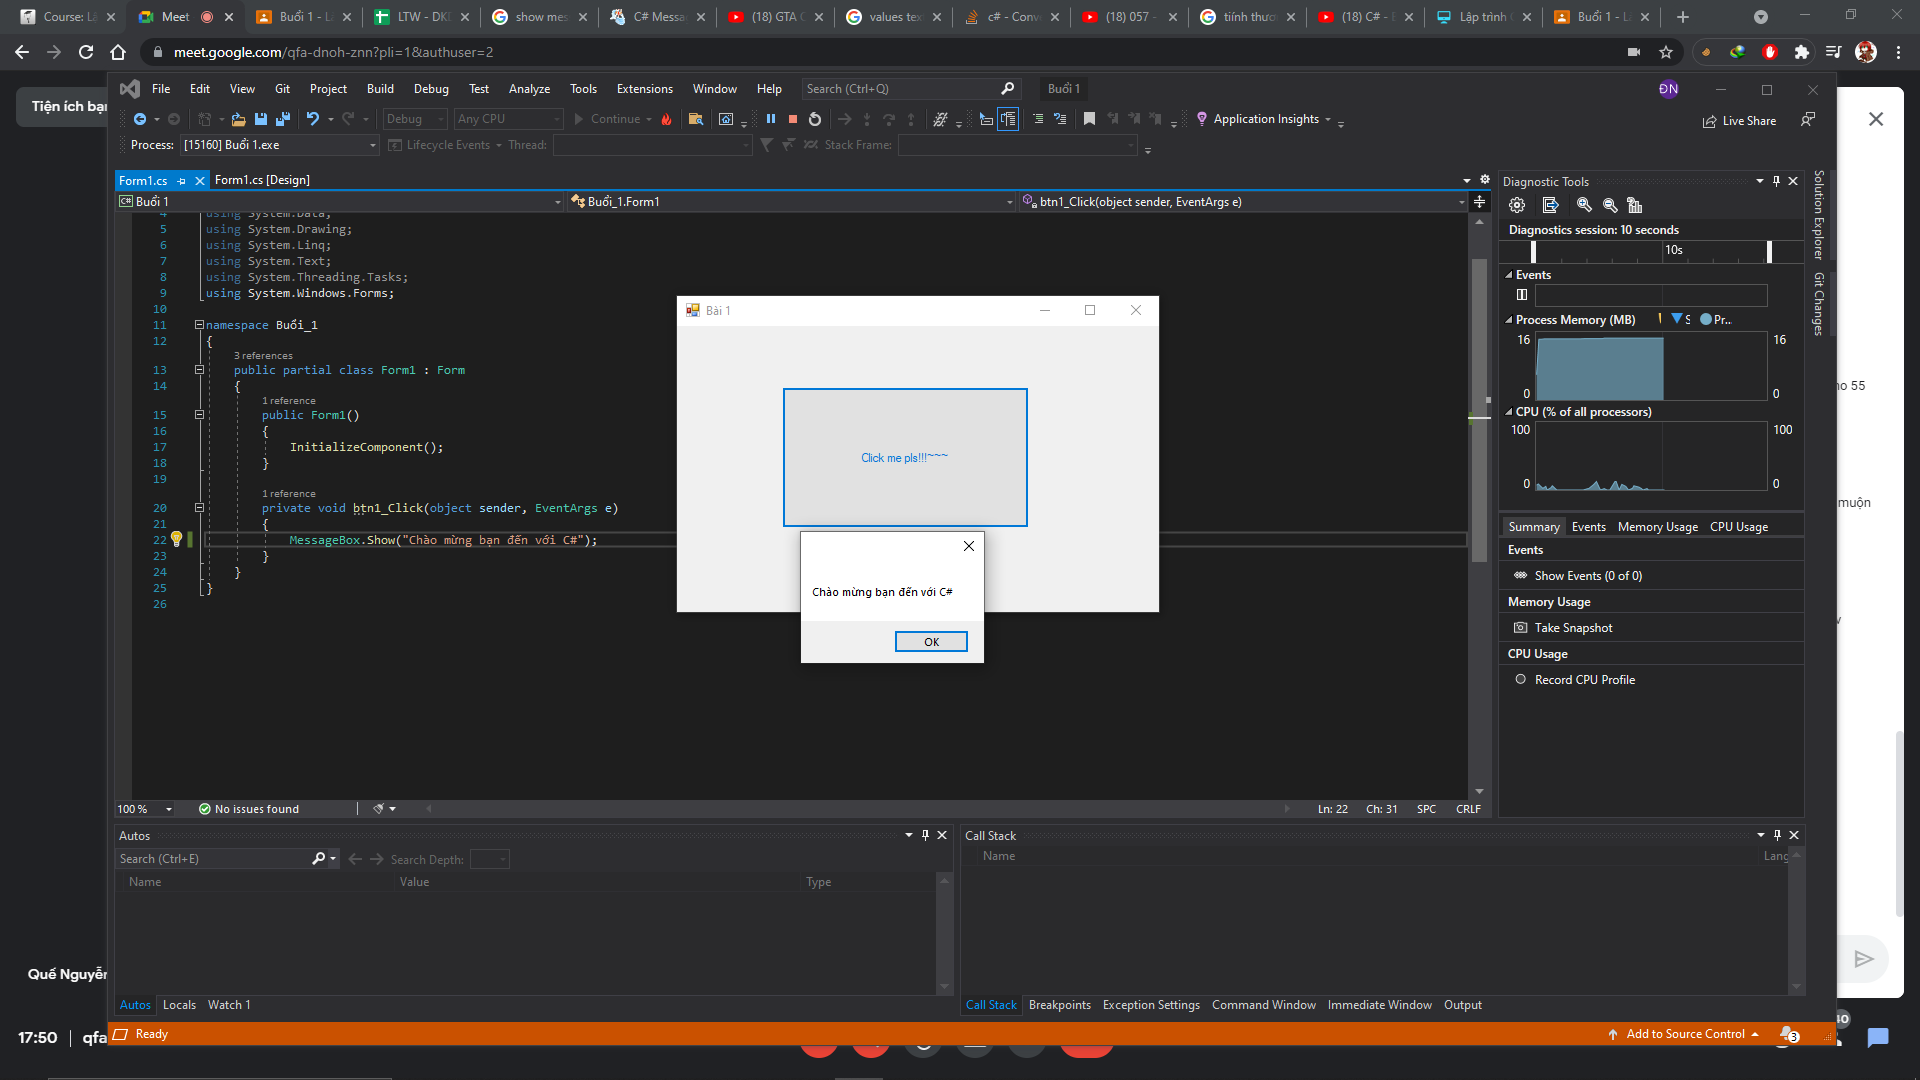 Course: Lậ
Meet
Buổi 1 - Lậ
LTW - DKD
show mes
C# Messa
(18) GTA O
values tex
c# - Conve
(18) 057 -
tính thươ
(18) C# - B
Lập trình C
Buổi 1 - Lậ
meet.google.com/qfa-dnoh-znn?pli=1&authuser=2
Tiện ích bạ
File Edit View Git Project Build Debug Test Analyze Tools Extensions Window Help
Search (Ctrl+Q)
Buổi 1
ĐN
Debug
Any CPU
Continue
Application Insights
Live Share
Process: [15160] Buổi 1.exe
Lifecycle Events
Thread:
Stack Frame:
Form1.cs
Form1.cs [Design]
Buổi 1
Buổi_1.Form1
btn1_Click(object sender, EventArgs e)
4 using System.Data;
5 using System.Drawing;
6 using System.Linq;
7 using System.Text;
8 using System.Threading.Tasks;
9 using System.Windows.Forms;
10
11 namespace Buổi_1
12 {
3 references
13 public partial class Form1 : Form
14 {
1 reference
15 public Form1()
16 {
17 InitializeComponent();
18 }
19
1 reference
20 private void btn1_Click(object sender, EventArgs e)
21 {
22 MessageBox.Show("Chào mừng bạn đến với C#");
23 }
24 }
25 }
26
Bài 1
Click me pls!!!~~~
Chào mừng bạn đến với C#
OK
Diagnostic Tools
Diagnostics session: 10 seconds
10s
Events
Process Memory (MB)
S
Pr...
16
16
0
0
CPU (% of all processors)
100
100
0
0
Summary Events Memory Usage CPU Usage
Events
Show Events (0 of 0)
Memory Usage
Take Snapshot
CPU Usage
Record CPU Profile
Solution Explorer
Git Changes
ho 55
muộn
100 %
No issues found
Ln: 22
Ch: 31
SPC
CRLF
Autos
Search (Ctrl+E)
Search Depth:
Name
Value
Type
Autos Locals Watch 1
Call Stack
Name
Lang
Call Stack Breakpoints Exception Settings Command Window Immediate Window Output
Quế Nguyễn
17:50
qfa
Ready
Add to Source Control
3
40